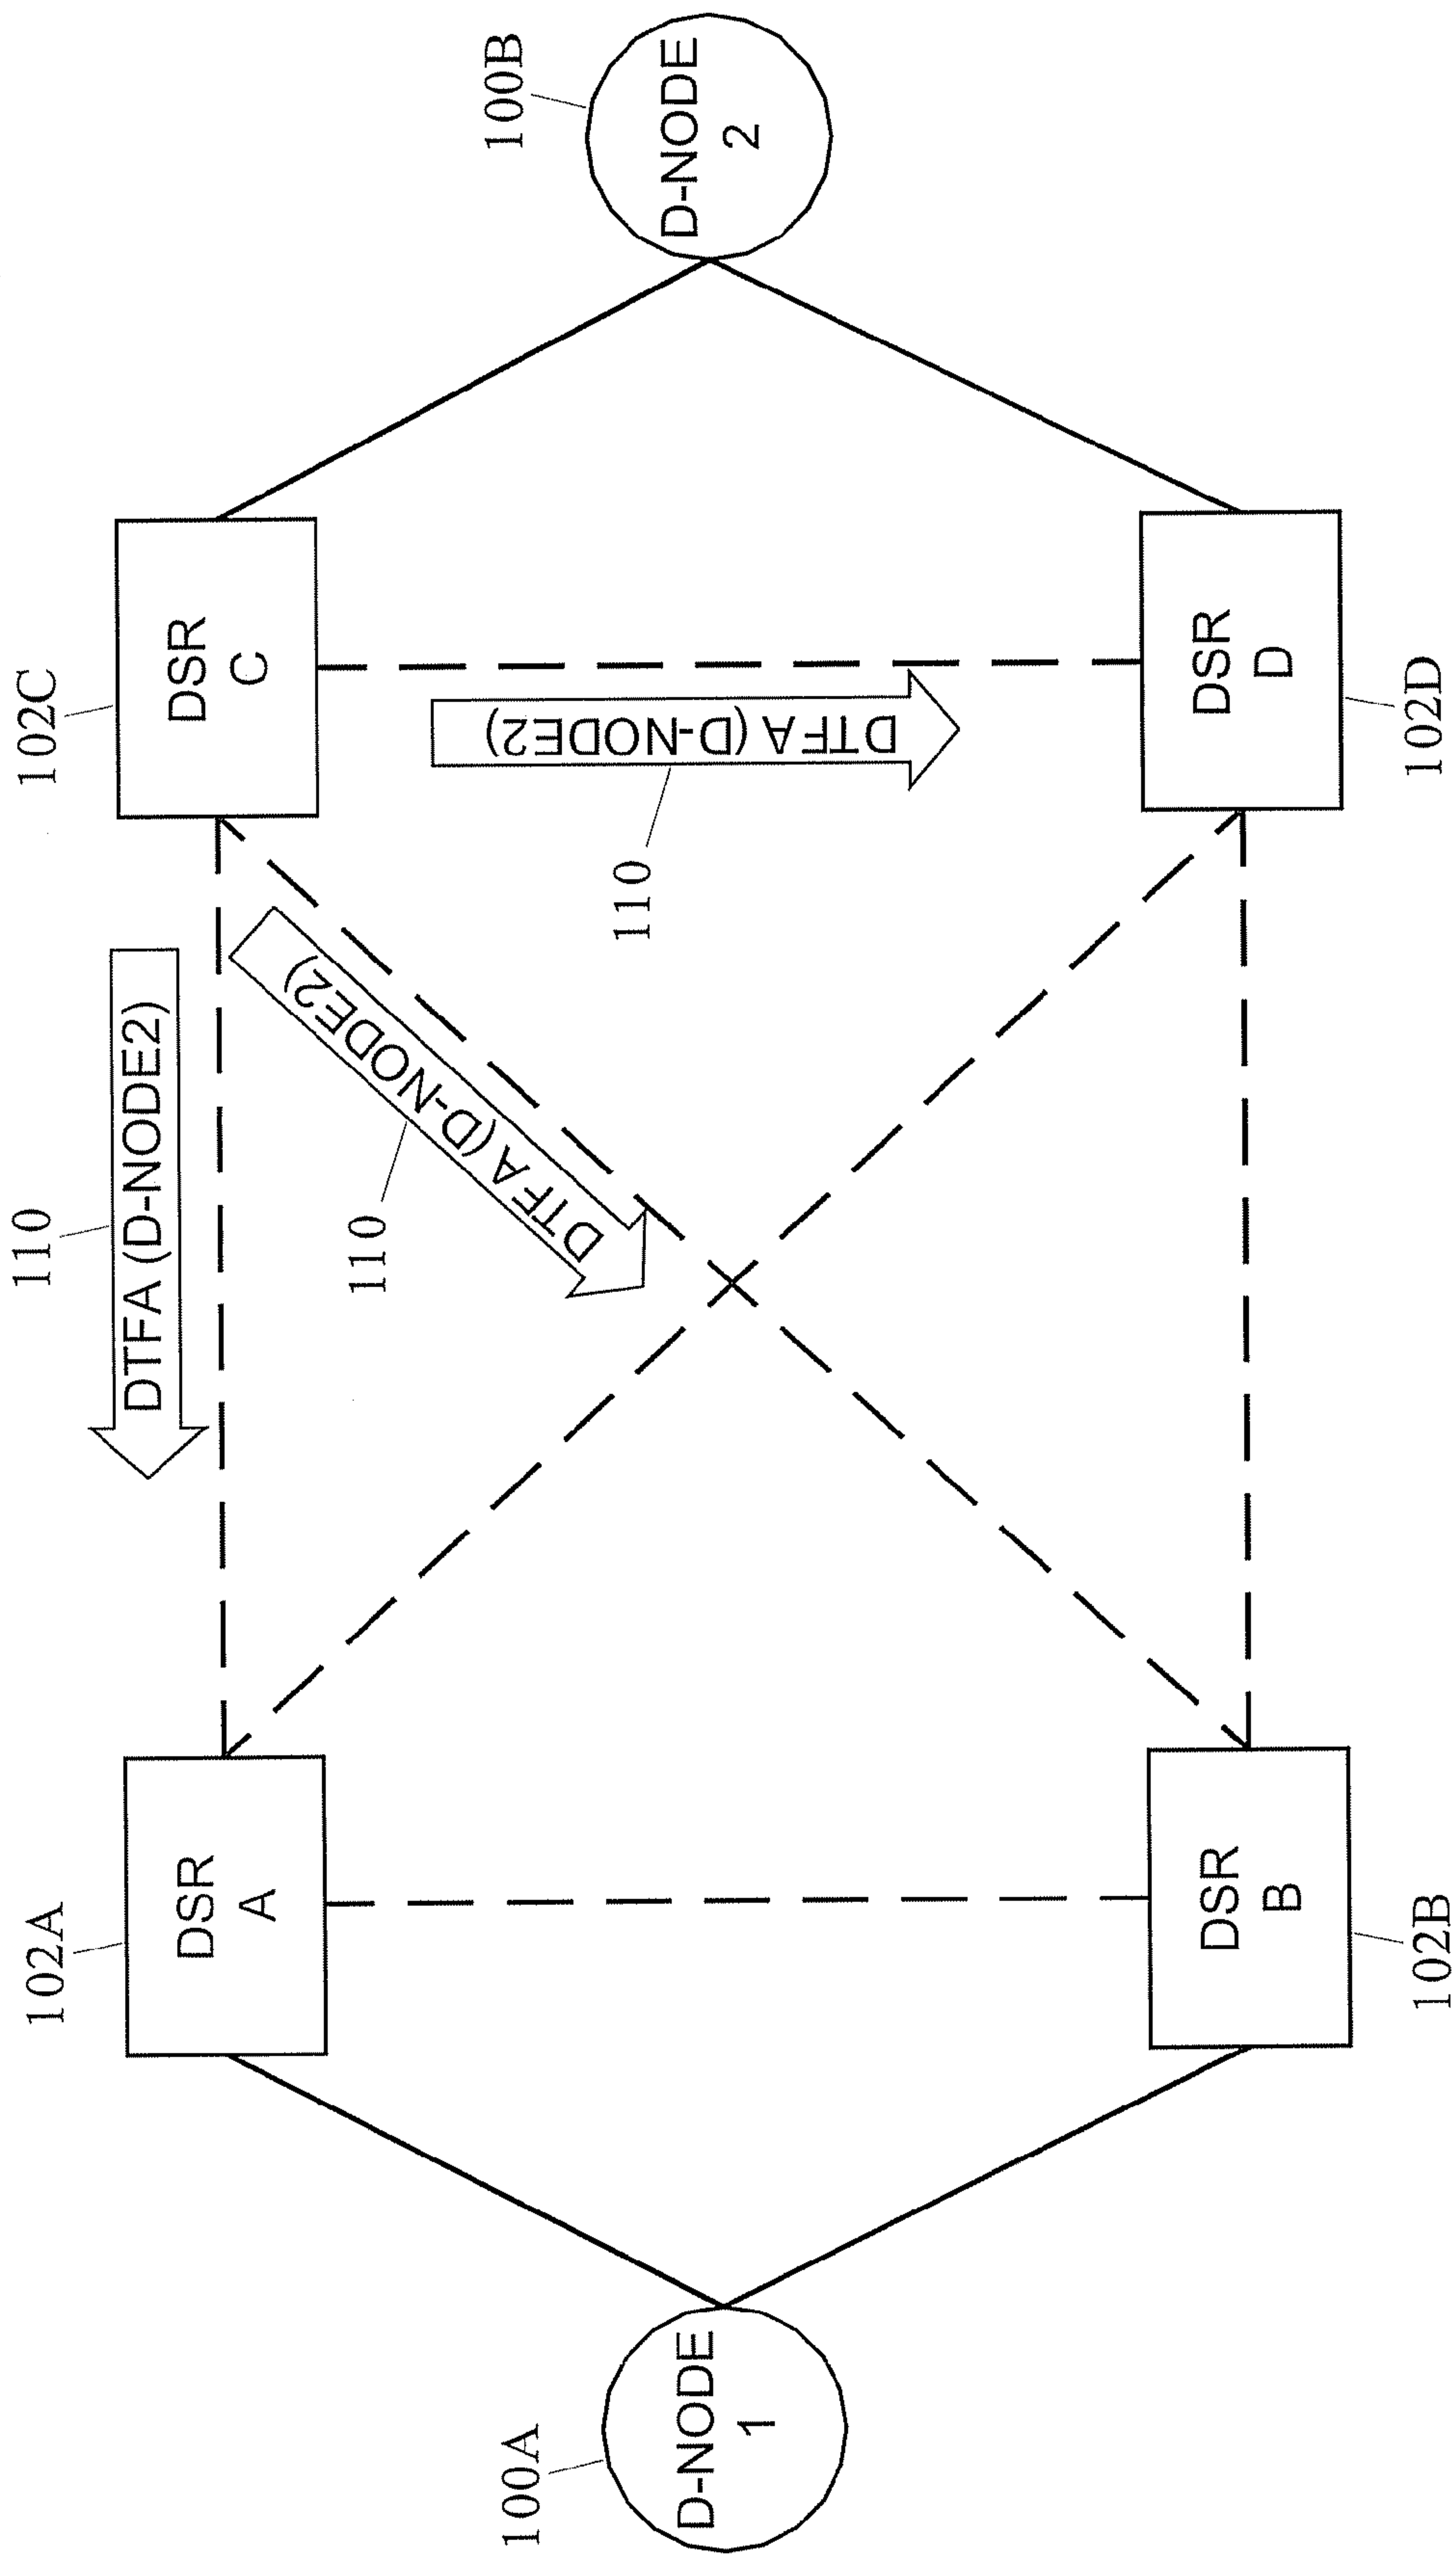 102A
DSR
A
110
DTFA (D-NODE2)
102C
DSR
C
100A
D-NODE
1
110
DTFA (D-NODE2)
110
DTFA (D-NODE2)
100B
D-NODE
2
DSR
B
102B
DSR
D
102D